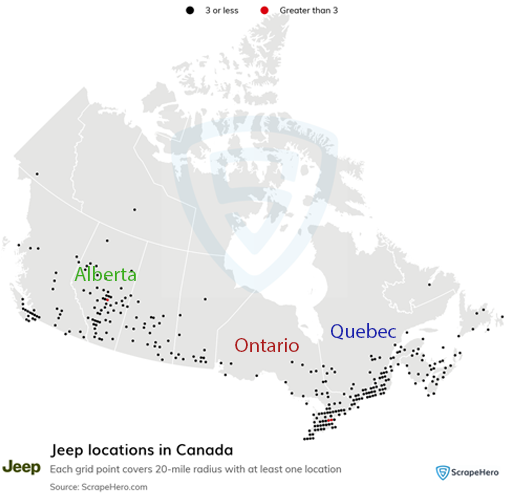 3 or less
Greater than 3
Alberta
Ontario
Quebec
Jeep locations in Canada
Jeep
Each grid point covers 20-mile radius with at least one location
ScrapeHero
Source: ScrapeHero.com